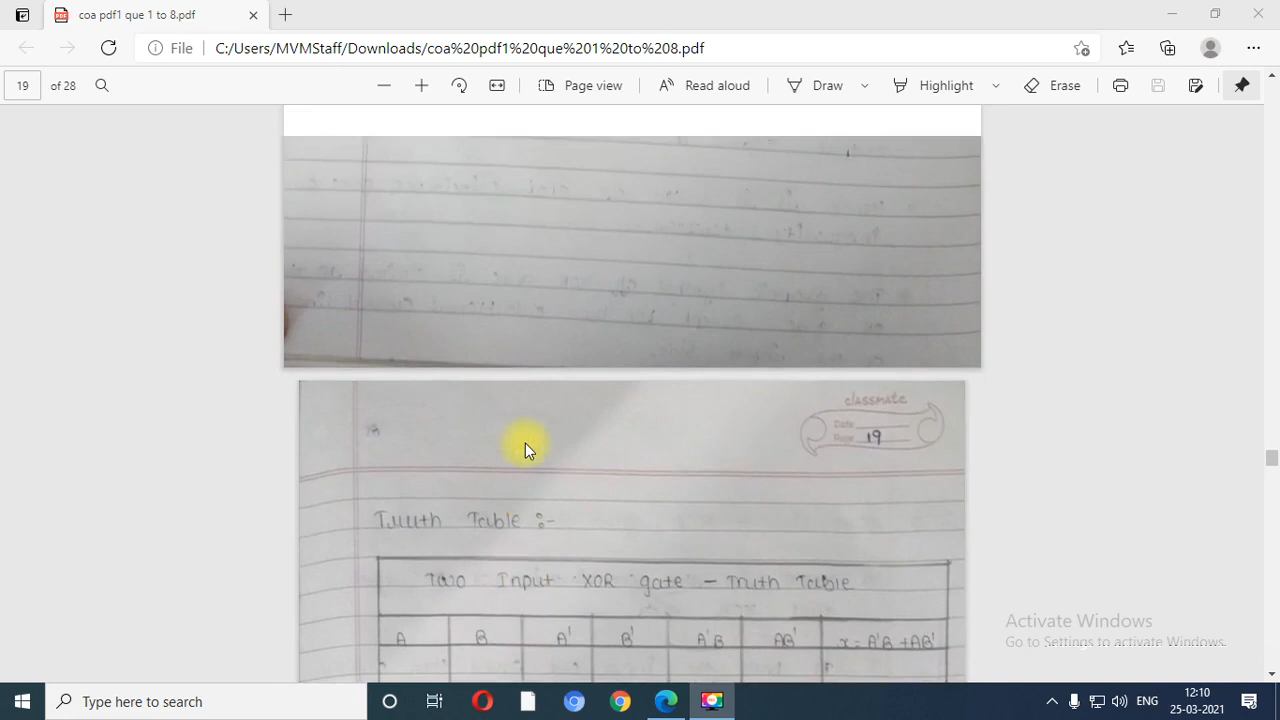 coa pdf1 que 1 to 8.pdf
File
C:/Users/MVMStaff/Downloads/coa%20pdf1%20que%201%20to%208.pdf
19 of 28
Page view
Read aloud
Draw
Highlight
Erase
classmate
Date
Page 19
Truth Table :-
Two Input XOR gate - Truth Table
A B A' B' A'B AB' x = A'B + AB'
Activate Windows
Go to Settings to activate Windows.
Type here to search
ENG
12:10
25-03-2021